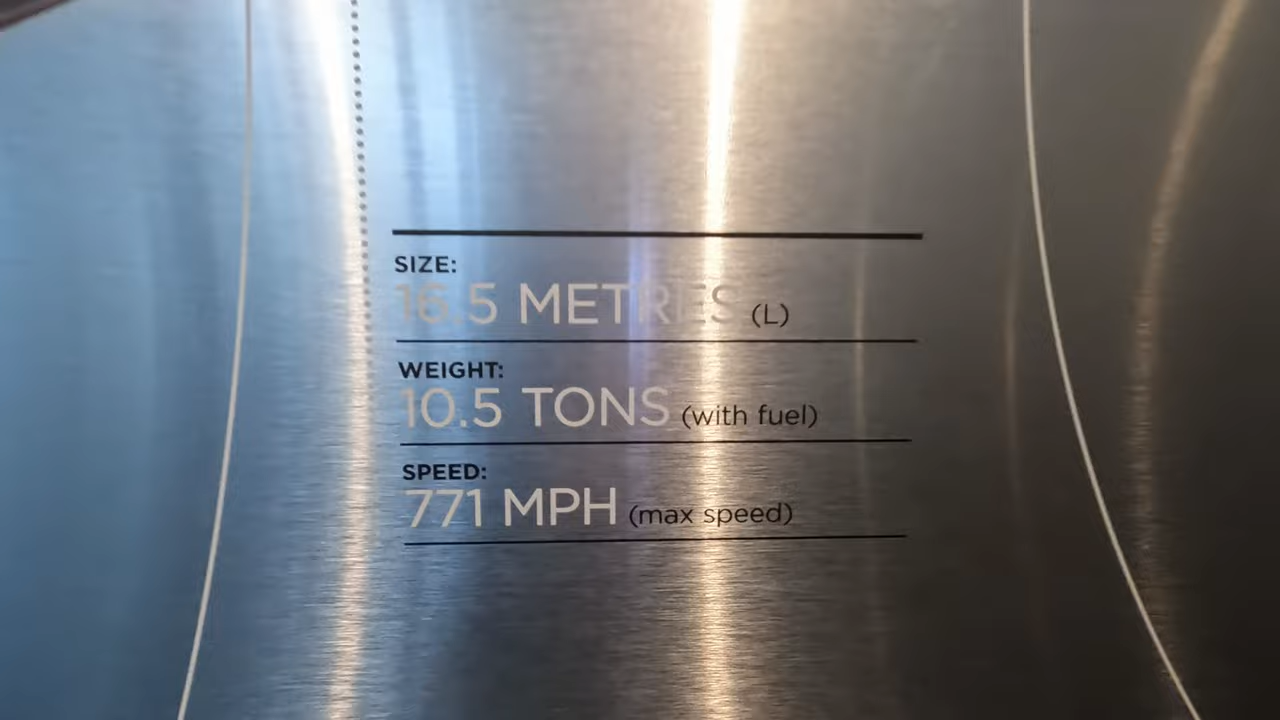 SIZE:
16.5 METRES (L)
WEIGHT:
10.5 TONS (with fuel)
SPEED:
771 MPH (max speed)